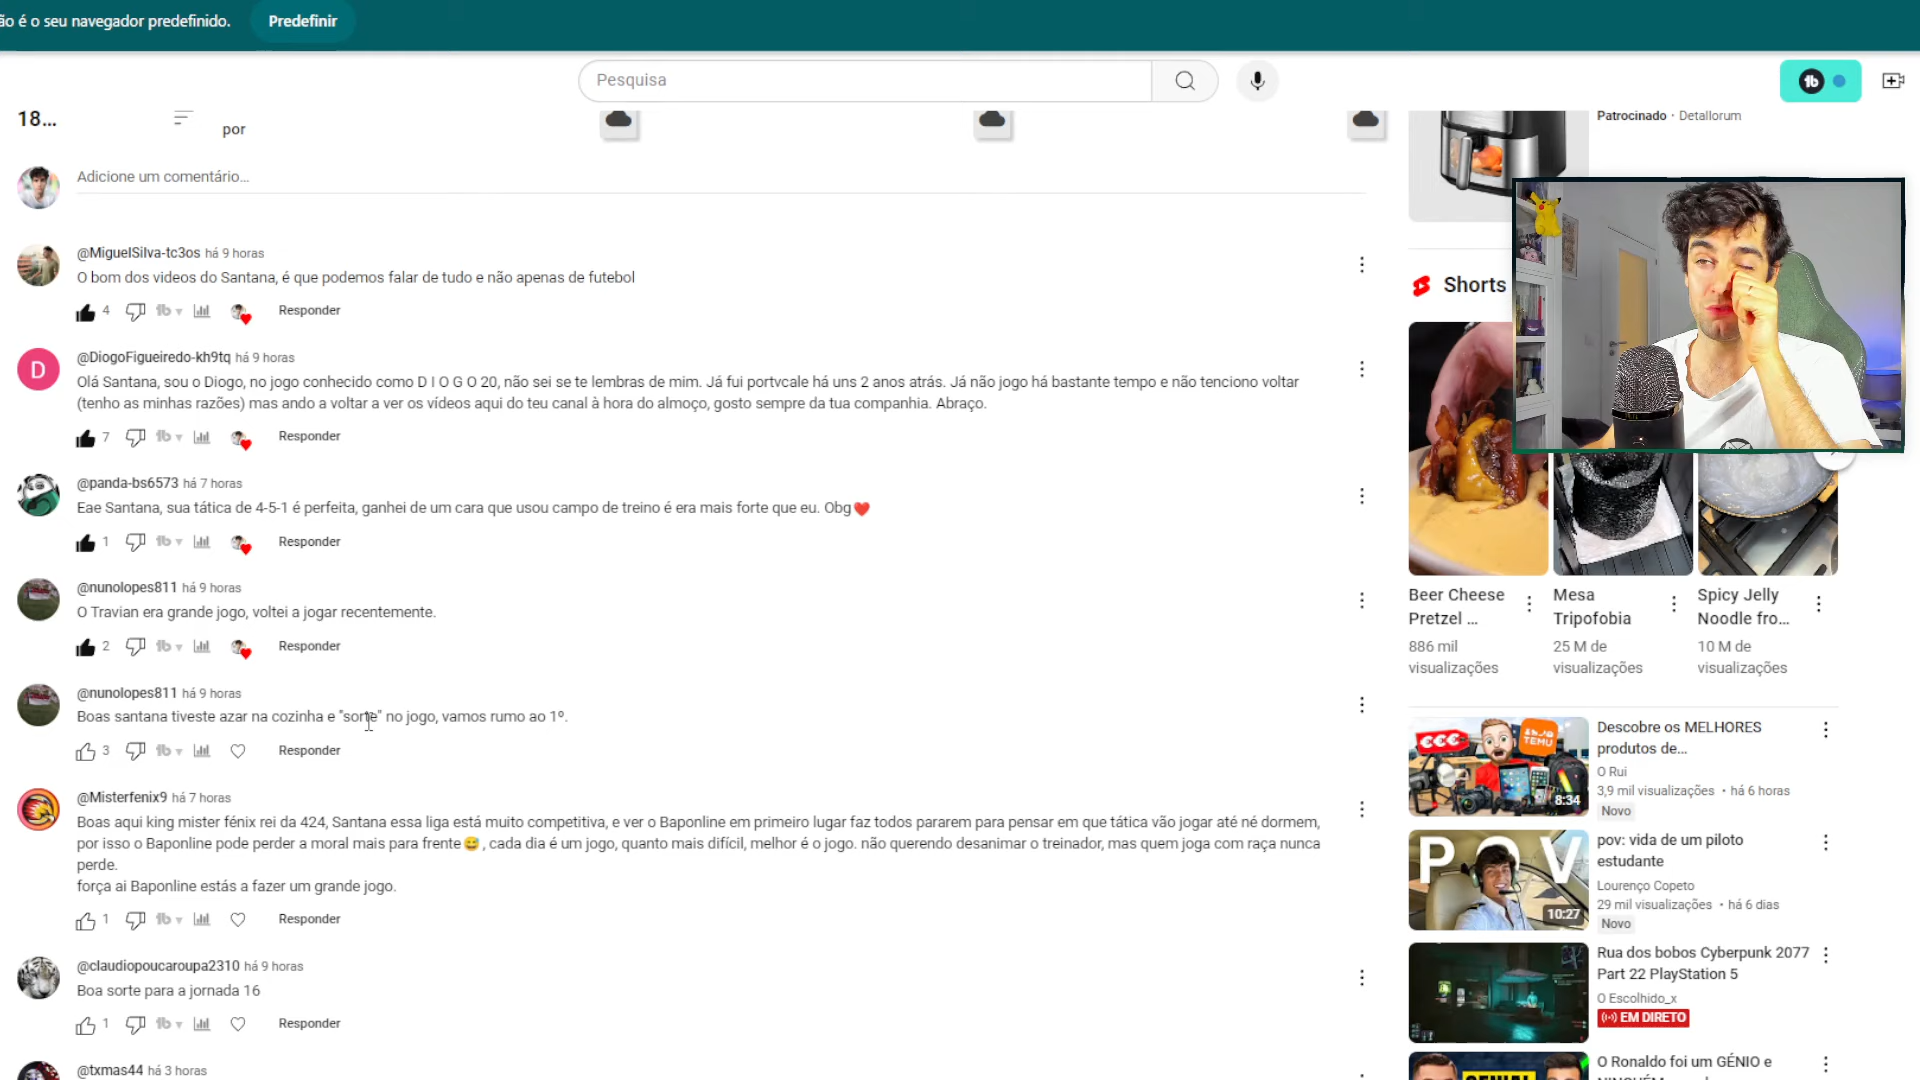 ão é o seu navegador predefinido.
Predefinir
Pesquisa
18...
por
Adicione um comentário...
@MiguelSilva-tc3os há 9 horas
O bom dos videos do Santana, é que podemos falar de tudo e não apenas de futebol
4
Responder
@DiogoFigueiredo-kh9tq há 9 horas
Olá Santana, sou o Diogo, no jogo conhecido como D I O G O 20, não sei se te lembras de mim. Já fui portvcale há uns 2 anos atrás. Já não jogo há bastante tempo e não tenciono voltar
(tenho as minhas razões) mas ando a voltar a ver os vídeos aqui do teu canal à hora do almoço, gosto sempre da tua companhia. Abraço.
7
Responder
@panda-bs6573 há 7 horas
Eae Santana, sua tática de 4-5-1 é perfeita, ganhei de um cara que usou campo de treino é era mais forte que eu. Obg❤️
1
Responder
@nunolopes811 há 9 horas
O Travian era grande jogo, voltei a jogar recentemente.
2
Responder
@nunolopes811 há 9 horas
Boas santana tiveste azar na cozinha e "sorte" no jogo, vamos rumo ao 1º.
3
Responder
@Misterfenix9 há 7 horas
Boas aqui king mister fénix rei da 424, Santana essa liga está muito competitiva, e ver o Baponline em primeiro lugar faz todos pararem para pensar em que tática vão jogar até né dormem,
por isso o Baponline pode perder a moral mais para frente😅, cada dia é um jogo, quanto mais difícil, melhor é o jogo. não querendo desanimar o treinador, mas quem joga com raça nunca
perde.
força ai Baponline estás a fazer um grande jogo.
1
Responder
@claudiopoucaroupa2310 há 9 horas
Boa sorte para a jornada 16
1
Responder
@txmas44 há 3 horas
Patrocinado · Detallorum
Shorts
Beer Cheese
Pretzel ...
886 mil
visualizações
Mesa
Tripofobia
25 M de
visualizações
Spicy Jelly
Noodle fro...
10 M de
visualizações
€€€
TEMU
8:34
Descobre os MELHORES
produtos de...
O Rui
3,9 mil visualizações • há 6 horas
Novo
POV
10:27
pov: vida de um piloto
estudante
Lourenço Copeto
29 mil visualizações • há 6 dias
Novo
Rua dos bobos Cyberpunk 2077
Part 22 PlayStation 5
O Escolhido_x
EM DIRETO
O Ronaldo foi um GÉNIO e